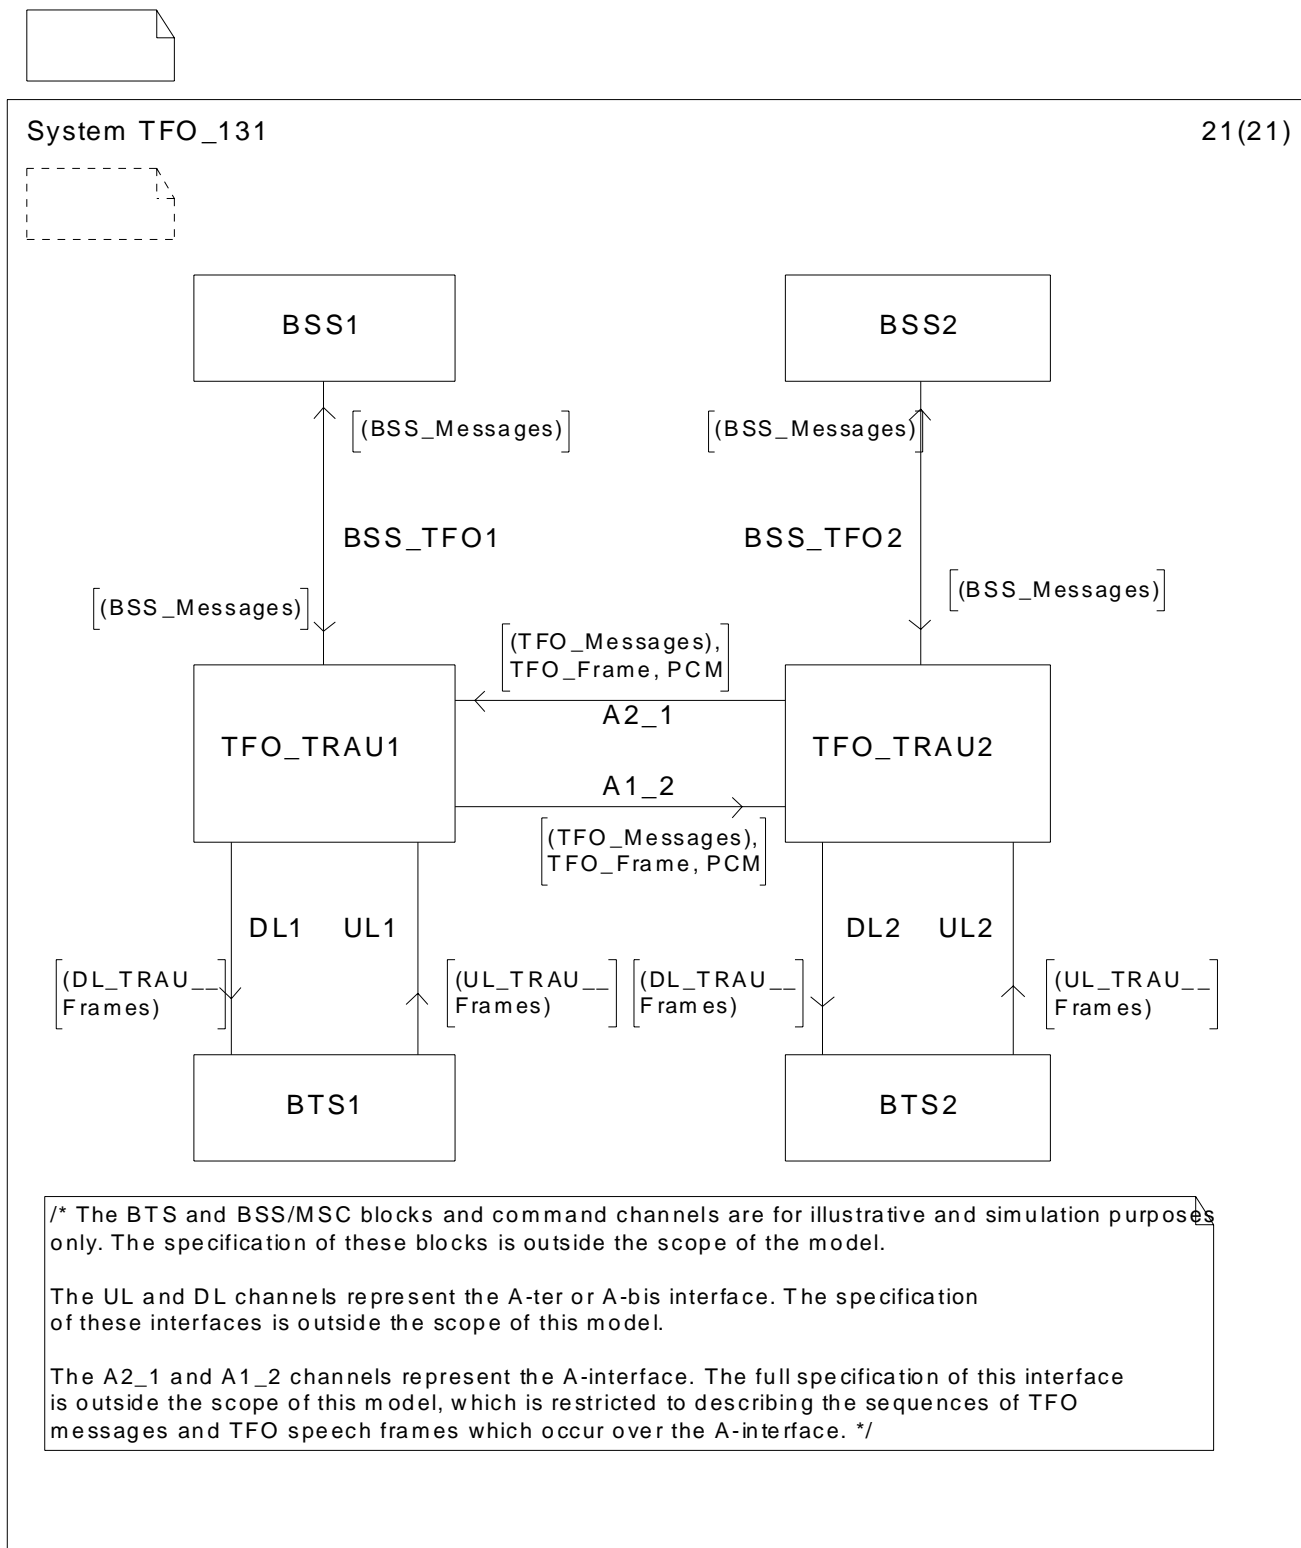 System TFO_131
21(21)
BSS1
BSS2
(BSS_Messages)
(BSS_Messages)
BSS_TFO1
BSS_TFO2
(BSS_Messages)
(BSS_Messages)
(TFO_Messages),
TFO_Frame, PCM
A2_1
TFO_TRAU1
TFO_TRAU2
A1_2
(TFO_Messages),
TFO_Frame, PCM
DL1
UL1
DL2
UL2
(DL_TRAU__
Frames)
(UL_TRAU__
Frames)
(DL_TRAU__
Frames)
(UL_TRAU__
Frames)
BTS1
BTS2
/* The BTS and BSS/MSC blocks and command channels are for illustrative and simulation purposes
only. The specification of these blocks is outside the scope of the model.
The UL and DL channels represent the A-ter or A-bis interface. The specification
of these interfaces is outside the scope of this model.
The A2_1 and A1_2 channels represent the A-interface. The full specification of this interface
is outside the scope of this model, which is restricted to describing the sequences of TFO
messages and TFO speech frames which occur over the A-interface. */